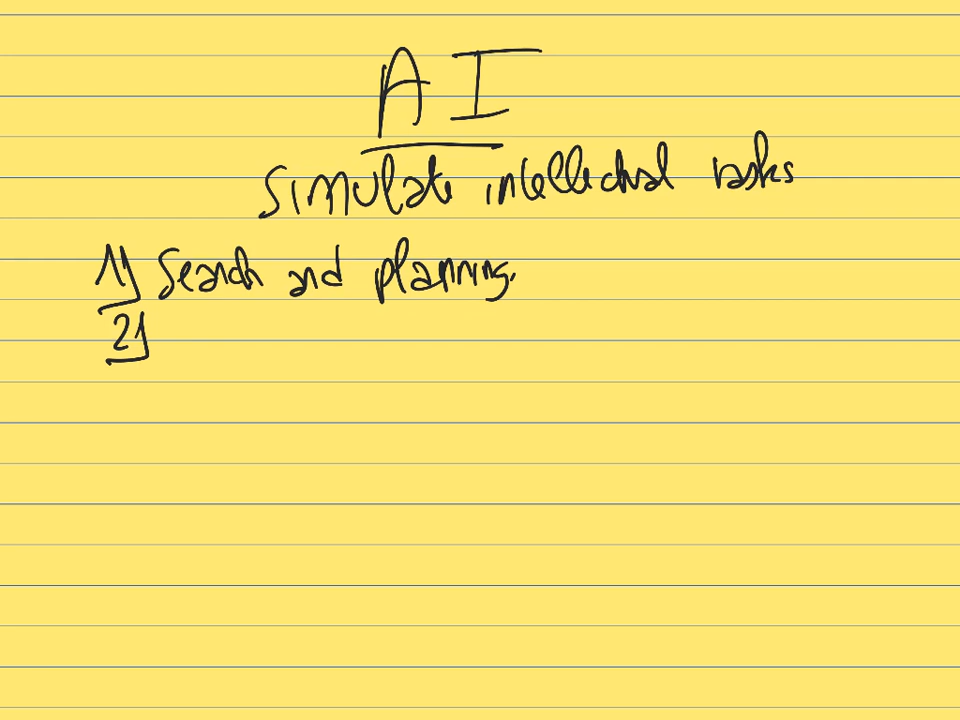 AI
Simulate intellectual tasks
1) Search and planning.
2)